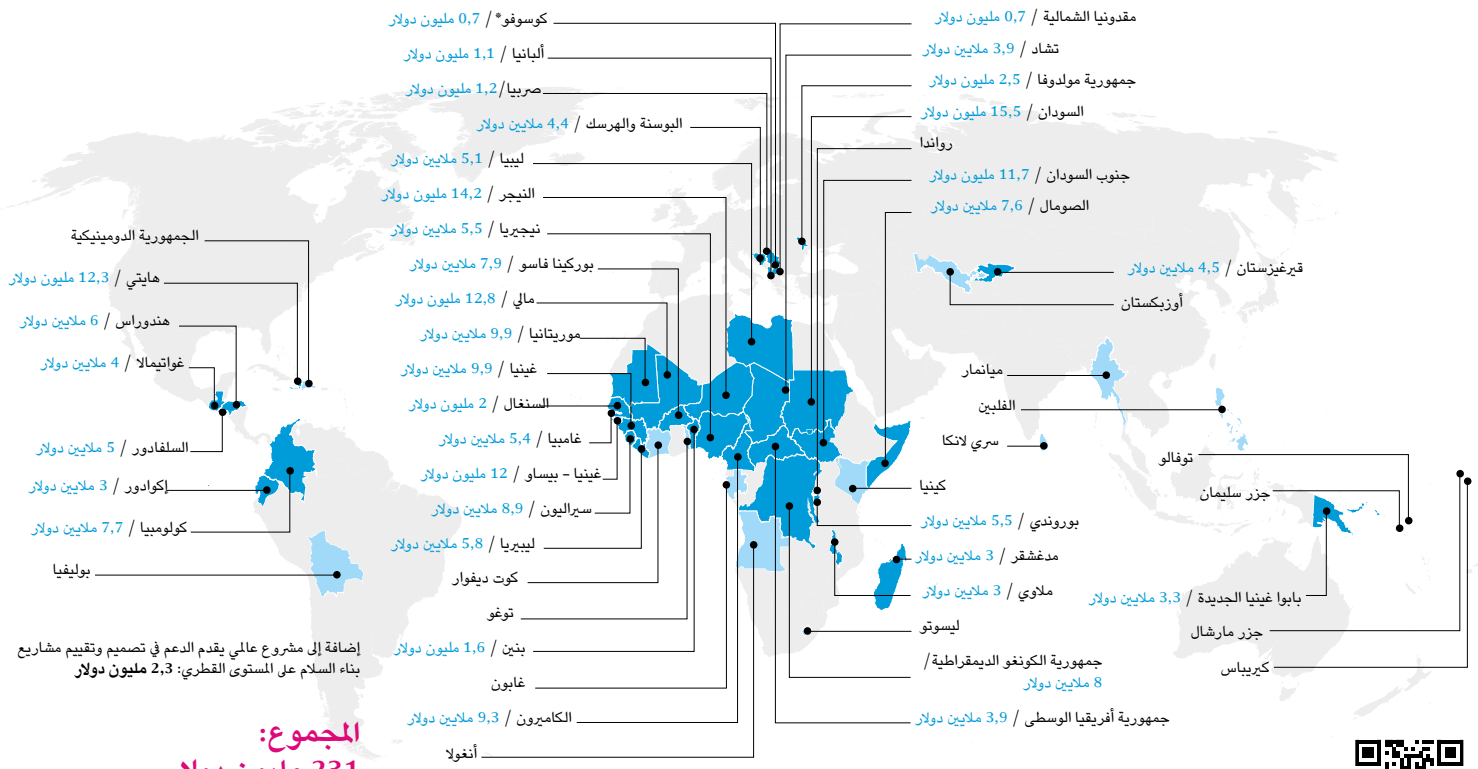 مقدونيا الشمالية / 0,7 مليون دولار
تشاد / 3,9 ملايين دولار
جمهورية مولدوفا / 2,5 مليون دولار
السودان / 15,5 مليون دولار
رواندا
جنوب السودان / 11,7 مليون دولار
الصومال / 7,6 ملايين دولار
قيرغيزستان / 4,5 ملايين دولار
أوزبكستان
ميانمار
الفلبين
سري لانكا
توفالو
جزر سليمان
بابوا غينيا الجديدة / 3,3 ملايين دولار
جزر مارشال
كيريباس
كينيا
بوروندي / 5,5 ملايين دولار
مدغشقر / 3 ملايين دولار
ملاوي / 3 ملايين دولار
ليسوتو
جمهورية الكونغو الديمقراطية/
8 ملايين دولار
جمهورية أفريقيا الوسطى / 3,9 ملايين دولار
كوسوفو* / 0,7 مليون دولار
ألبانيا / 1,1 مليون دولار
صربيا/ 1,2 مليون دولار
البوسنة والهرسك / 4,4 ملايين دولار
ليبيا / 5,1 ملايين دولار
النيجر / 14,2 مليون دولار
نيجيريا / 5,5 ملايين دولار
بوركينا فاسو / 7,9 ملايين دولار
مالي / 12,8 مليون دولار
موريتانيا / 9,9 ملايين دولار
غينيا / 9,9 ملايين دولار
السنغال / 2 مليون دولار
غامبيا / 5,4 ملايين دولار
غينيا – بيساو / 12 مليون دولار
سيراليون / 8,9 ملايين دولار
ليبيريا / 5,8 ملايين دولار
كوت ديفوار
توغو
بنين / 1,6 مليون دولار
غابون
الكاميرون / 9,3 ملايين دولار
أنغولا
الجمهورية الدومينيكية
هايتي / 12,3 مليون دولار
هندوراس / 6 ملايين دولار
غواتيمالا / 4 ملايين دولار
السلفادور / 5 ملايين دولار
إكوادور / 3 ملايين دولار
كولومبيا / 7,7 ملايين دولار
بوليفيا
إضافة إلى مشروع عالمي يقدم الدعم في تصميم وتقييم مشاريع
بناء السلام على المستوى القطري: 2,3 مليون دولار
المجموع:
231 مليون دولار